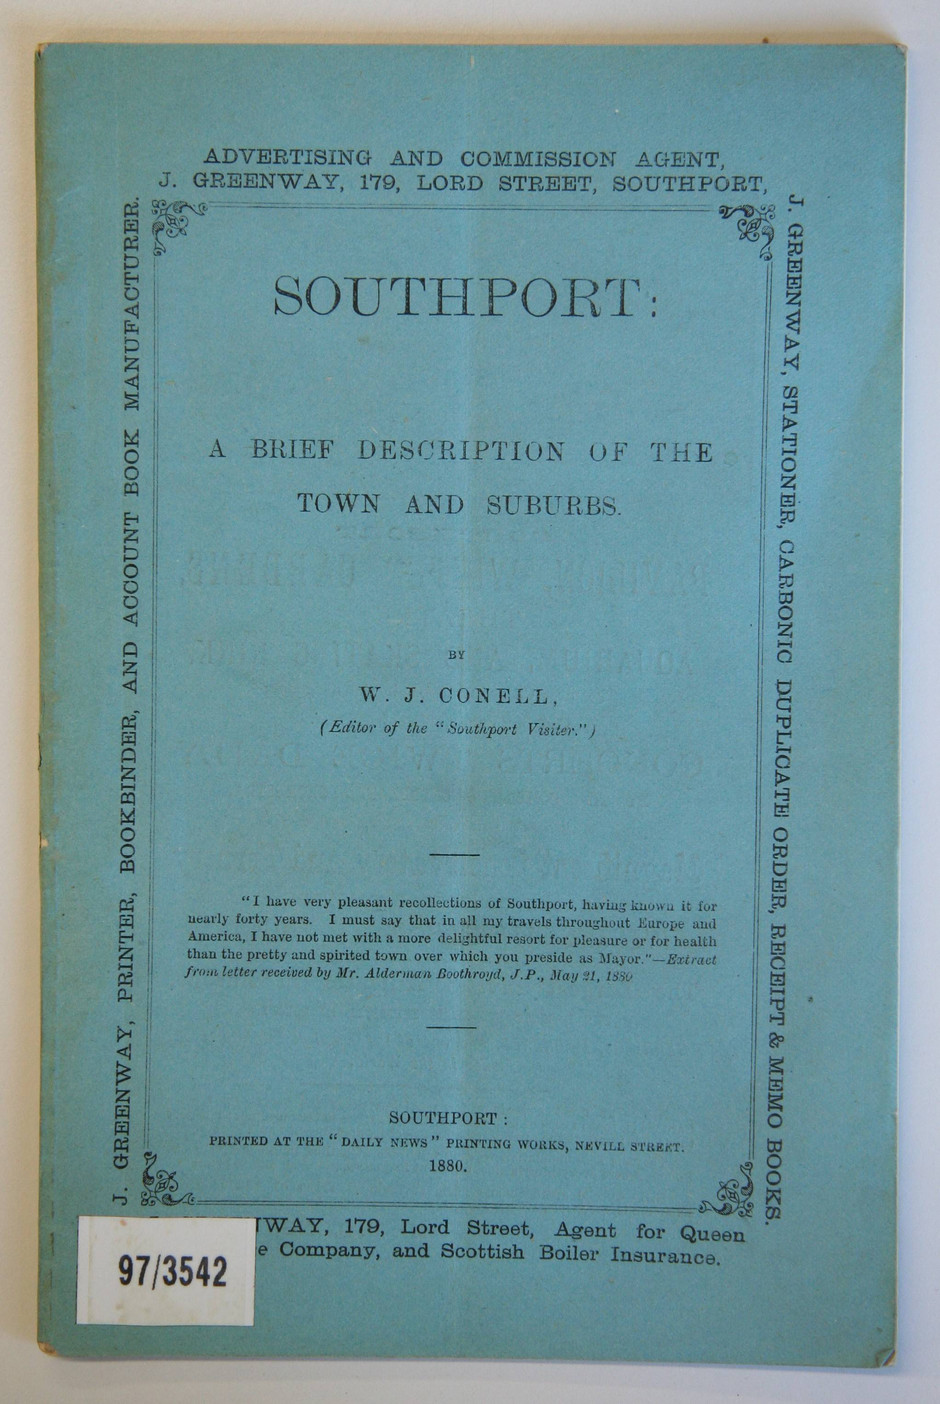 ADVERTISING AND COMMISSION AGENT,
J. GREENWAY, 179, LORD STREET, SOUTHPORT,
J. GREENWAY, PRINTER, BOOKBINDER, AND ACCOUNT BOOK MANUFACTURER.
J. GREENWAY, STATIONER, CARBONIC DUPLICATE ORDER, RECEIPT & MEMO BOOKS.
SOUTHPORT:
A BRIEF DESCRIPTION OF THE
TOWN AND SUBURBS.
BY
W. J. CONELL,
(Editor of the "Southport Visiter.")
"I have very pleasant recollections of Southport, having known it for
nearly forty years. I must say that in all my travels throughout Europe and
America, I have not met with a more delightful resort for pleasure or for health
than the pretty and spirited town over which you preside as Mayor."—Extract
from letter received by Mr. Alderman Boothroyd, J.P., May 21, 1880
SOUTHPORT:
PRINTED AT THE "DAILY NEWS" PRINTING WORKS, NEVILL STREET.
1880.
WAY, 179, Lord Street, Agent for Queen
e Company, and Scottish Boiler Insurance.
97/3542